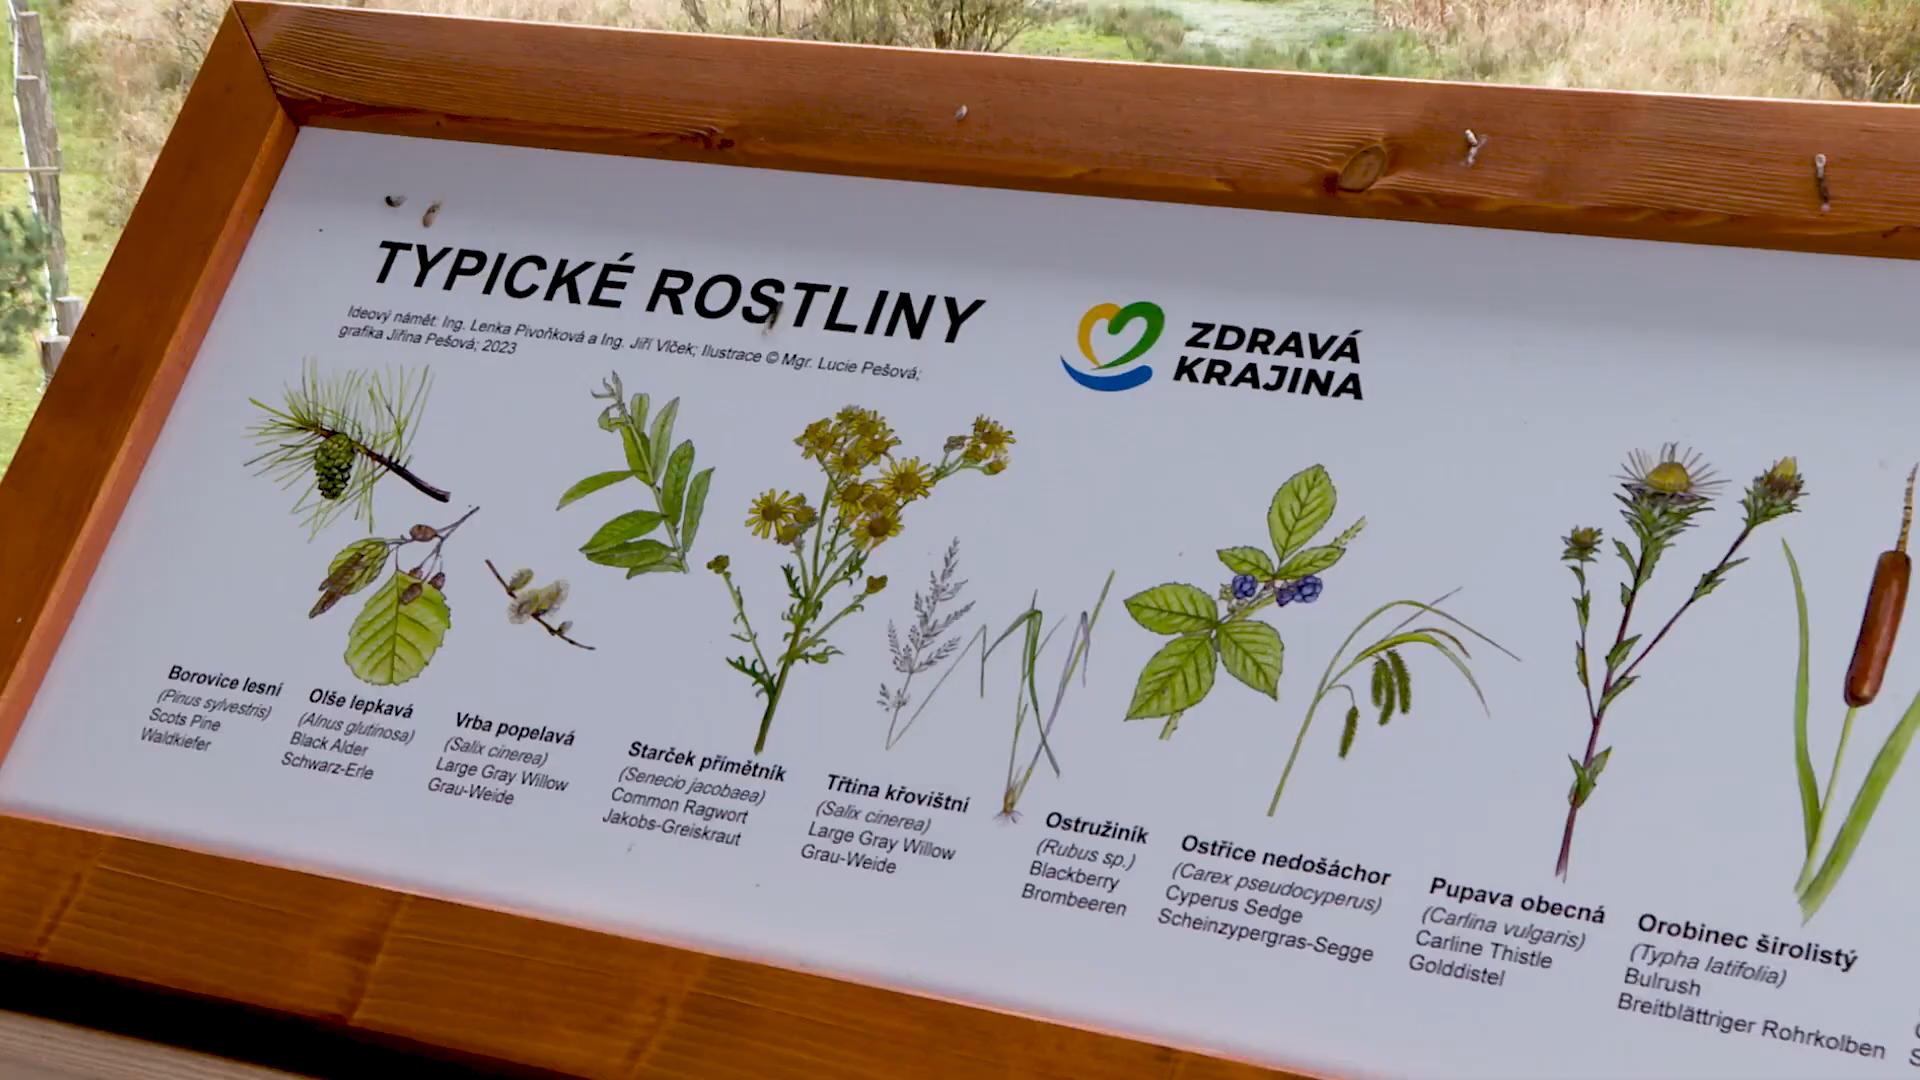 TYPICKÉ ROSTLINY
Ideový námět: Ing. Lenka Pivoňková a Ing. Jiří Vlček; Ilustrace © Mgr. Lucie Pešová;
grafika Jiřina Pešová; 2023
ZDRAVÁ
KRAJINA
Borovice lesní
(Pinus sylvestris)
Scots Pine
Waldkiefer
Olše lepkavá
(Alnus glutinosa)
Black Alder
Schwarz-Erle
Vrba popelavá
(Salix cinerea)
Large Gray Willow
Grau-Weide
Starček přímětník
(Senecio jacobaea)
Common Ragwort
Jakobs-Greiskraut
Třtina křovištní
(Salix cinerea)
Large Gray Willow
Grau-Weide
Ostružiník
(Rubus sp.)
Blackberry
Brombeeren
Ostřice nedošáchor
(Carex pseudocyperus)
Cyperus Sedge
Scheinzypergras-Segge
Pupava obecná
(Carlina vulgaris)
Carline Thistle
Golddistel
Orobinec širolistý
(Typha latifolia)
Bulrush
Breitblättriger Rohrkolben